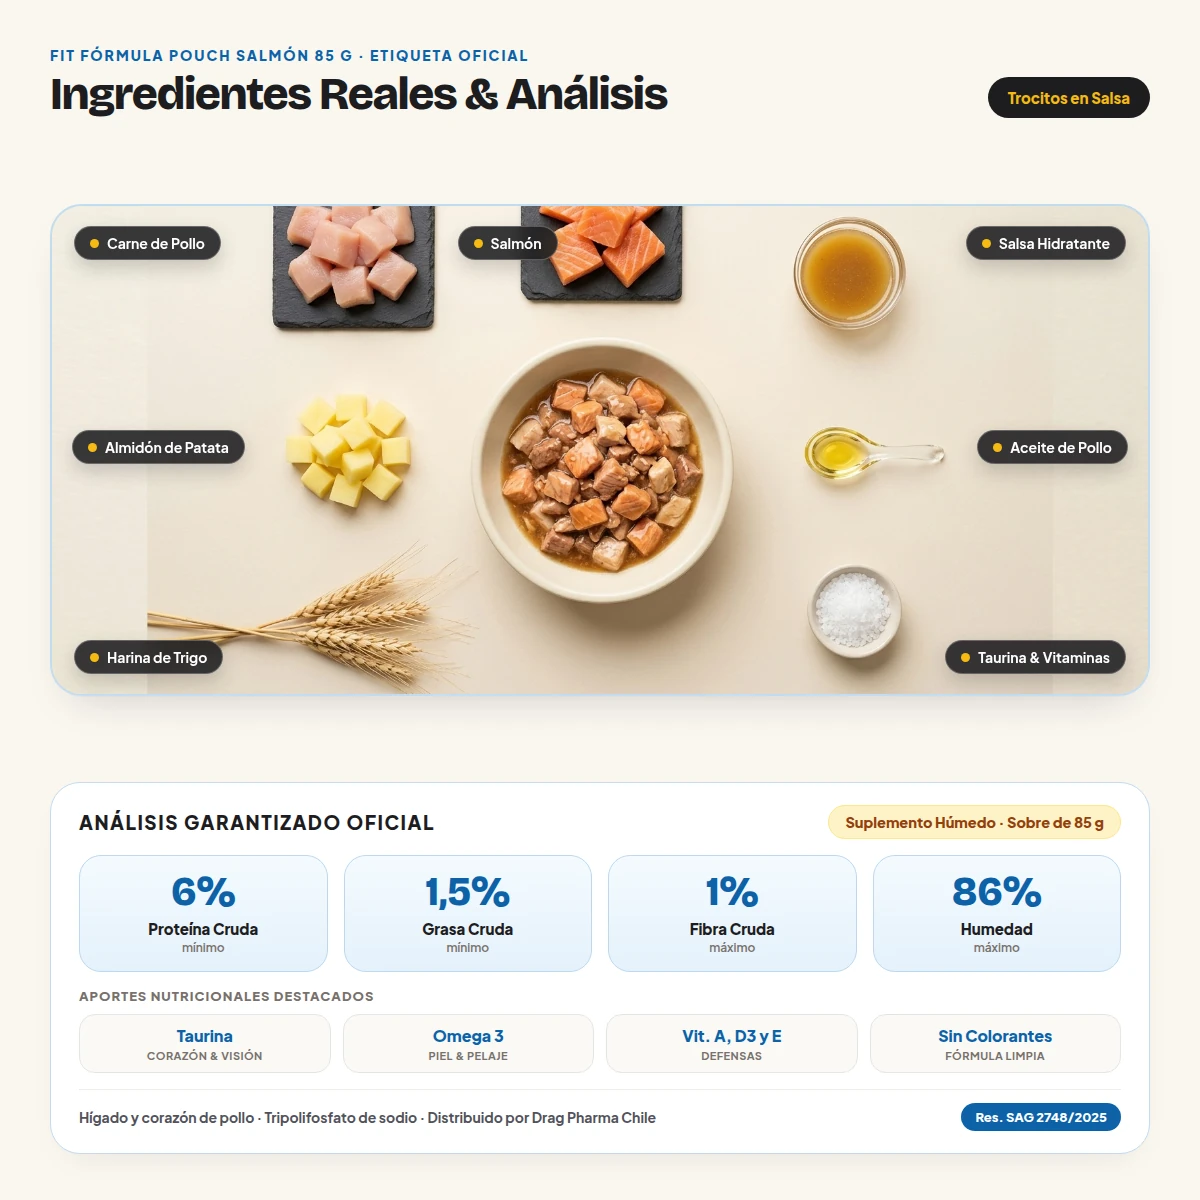 FIT FÓRMULA POUCH SALMÓN 85 G · ETIQUETA OFICIAL
Ingredientes Reales & Análisis
Trocitos en Salsa
Carne de Pollo
Salmón
Salsa Hidratante
Almidón de Patata
Aceite de Pollo
Harina de Trigo
Taurina & Vitaminas
ANÁLISIS GARANTIZADO OFICIAL
Suplemento Húmedo · Sobre de 85 g
6%
Proteína Cruda
mínimo
1,5%
Grasa Cruda
mínimo
1%
Fibra Cruda
máximo
86%
Humedad
máximo
APORTES NUTRICIONALES DESTACADOS
Taurina
CORAZÓN & VISIÓN
Omega 3
PIEL & PELAJE
Vit. A, D3 y E
DEFENSAS
Sin Colorantes
FÓRMULA LIMPIA
Hígado y corazón de pollo · Tripolifosfato de sodio · Distribuido por Drag Pharma Chile
Res. SAG 2748/2025